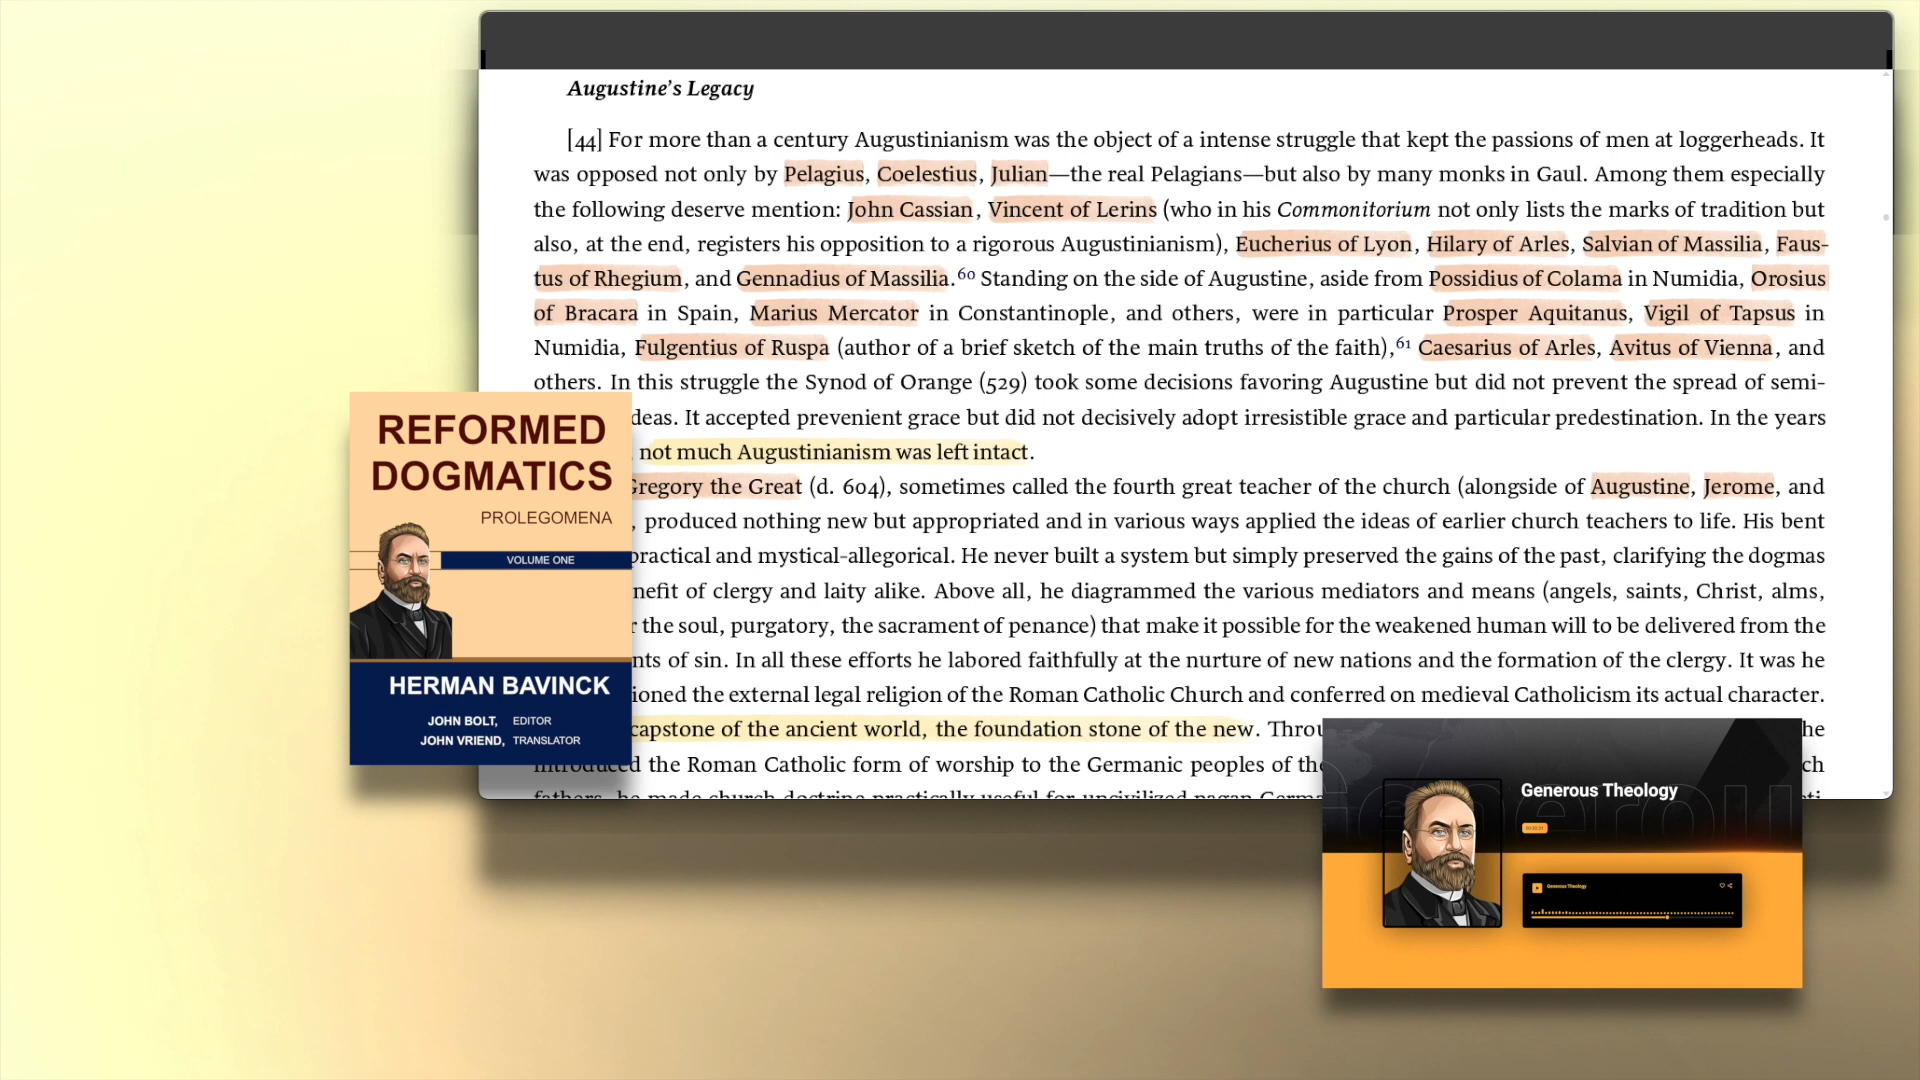 Augustine's Legacy
[44] For more than a century Augustinianism was the object of a intense struggle that kept the passions of men at loggerheads. It
was opposed not only by Pelagius, Coelestius, Julian—the real Pelagians—but also by many monks in Gaul. Among them especially
the following deserve mention: John Cassian, Vincent of Lerins (who in his Commonitorium not only lists the marks of tradition but
also, at the end, registers his opposition to a rigorous Augustinianism), Eucherius of Lyon, Hilary of Arles, Salvian of Massilia, Faus-
tus of Rhegium, and Gennadius of Massilia.60 Standing on the side of Augustine, aside from Possidius of Colama in Numidia, Orosius
of Bracara in Spain, Marius Mercator in Constantinople, and others, were in particular Prosper Aquitanus, Vigil of Tapsus in
Numidia, Fulgentius of Ruspa (author of a brief sketch of the main truths of the faith),61 Caesarius of Arles, Avitus of Vienna, and
others. In this struggle the Synod of Orange (529) took some decisions favoring Augustine but did not prevent the spread of semi-
deas. It accepted prevenient grace but did not decisively adopt irresistible grace and particular predestination. In the years
not much Augustinianism was left intact.
Gregory the Great (d. 604), sometimes called the fourth great teacher of the church (alongside of Augustine, Jerome, and
, produced nothing new but appropriated and in various ways applied the ideas of earlier church teachers to life. His bent
practical and mystical-allegorical. He never built a system but simply preserved the gains of the past, clarifying the dogmas
nefit of clergy and laity alike. Above all, he diagrammed the various mediators and means (angels, saints, Christ, alms,
r the soul, purgatory, the sacrament of penance) that make it possible for the weakened human will to be delivered from the
nts of sin. In all these efforts he labored faithfully at the nurture of new nations and the formation of the clergy. It was he
ioned the external legal religion of the Roman Catholic Church and conferred on medieval Catholicism its actual character.
capstone of the ancient world, the foundation stone of the new. Throu he
introduced the Roman Catholic form of worship to the Germanic peoples of the ch
fathers, he made church doctrine practically useful for uncivilized pagan Germa
REFORMED
DOGMATICS
PROLEGOMENA
VOLUME ONE
HERMAN BAVINCK
JOHN BOLT, EDITOR
JOHN VRIEND, TRANSLATOR
Generous Theology
Generous Theology